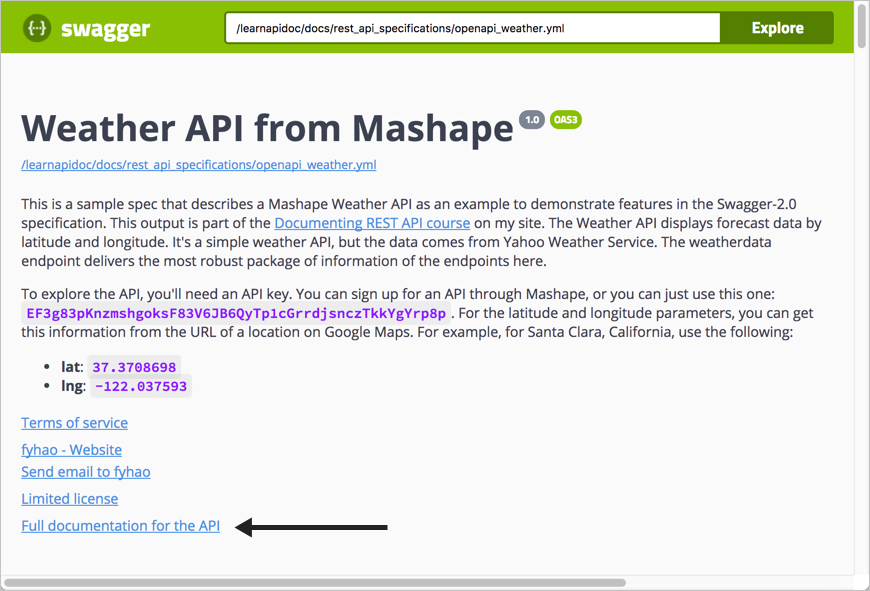 {...} swagger /learnapidoc/docs/rest_api_specifications/openapi_weather.yml Explore
Weather API from Mashape 1.0 OAS3
/learnapidoc/docs/rest_api_specifications/openapi_weather.yml
This is a sample spec that describes a Mashape Weather API as an example to demonstrate features in the Swagger-2.0
specification. This output is part of the Documenting REST API course on my site. The Weather API displays forecast data by
latitude and longitude. It's a simple weather API, but the data comes from Yahoo Weather Service. The weatherdata
endpoint delivers the most robust package of information of the endpoints here.
To explore the API, you'll need an API key. You can sign up for an API through Mashape, or you can just use this one:
EF3g83pKnzmshgoksF83V6JB6QyTp1cGrrdjsnczTkkYgYrp8p . For the latitude and longitude parameters, you can get
this information from the URL of a location on Google Maps. For example, for Santa Clara, California, use the following:
• lat: 37.3708698
• lng: -122.037593
Terms of service
fyhao - Website
Send email to fyhao
Limited license
Full documentation for the API